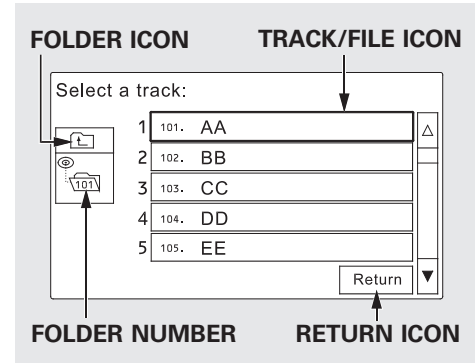 FOLDER ICON TRACK/FILE ICON
Select a track:
1 101. AA
2 102. BB
101
3 103. CC
4 104. DD
5 105. EE
Return
FOLDER NUMBER RETURN ICON